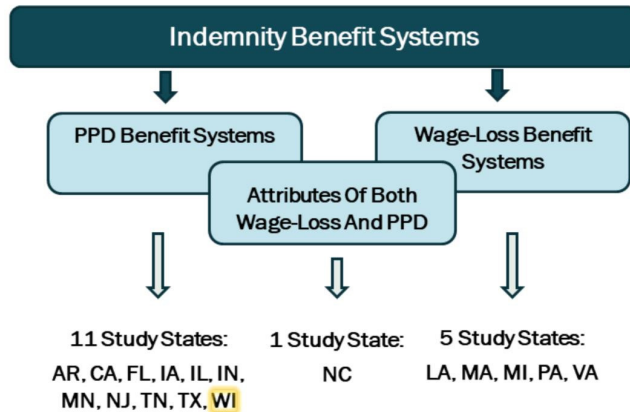 Indemnity Benefit Systems
PPD Benefit Systems
Wage-Loss Benefit
Systems
Attributes Of Both
Wage-Loss And PPD
11 Study States:
AR, CA, FL, IA, IL, IN,
MN, NJ, TN, TX, WI
1 Study State:
NC
5 Study States:
LA, MA, MI, PA, VA